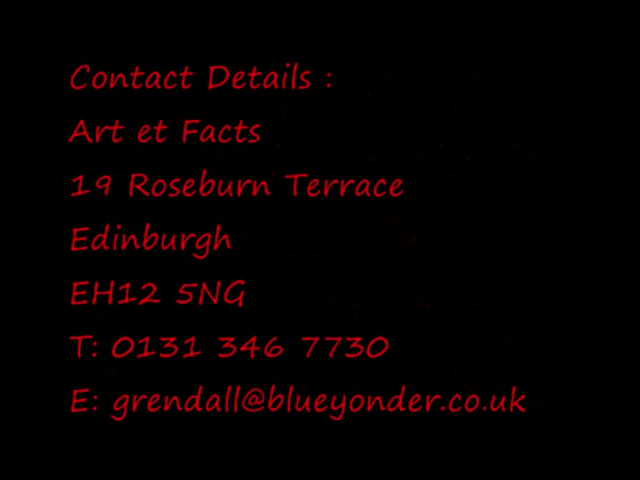 Contact Details :
Art et Facts
19 Roseburn Terrace
Edinburgh
EH12 5NG
T: 0131 346 7730
E: grendall@blueyonder.co.uk